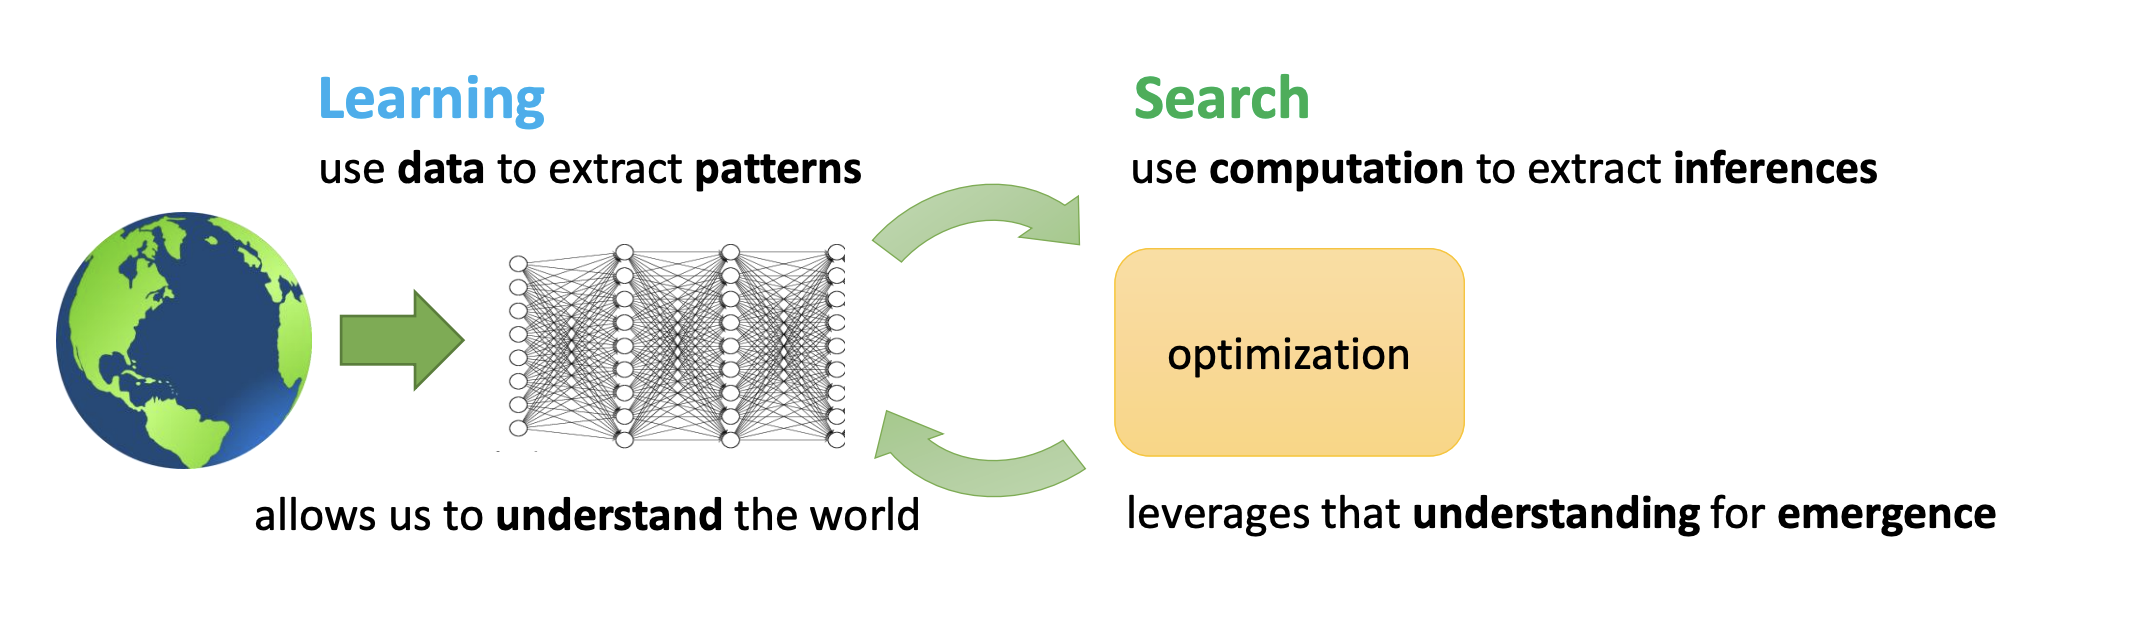 Learning
use data to extract patterns
allows us to understand the world
Search
use computation to extract inferences
optimization
leverages that understanding for emergence